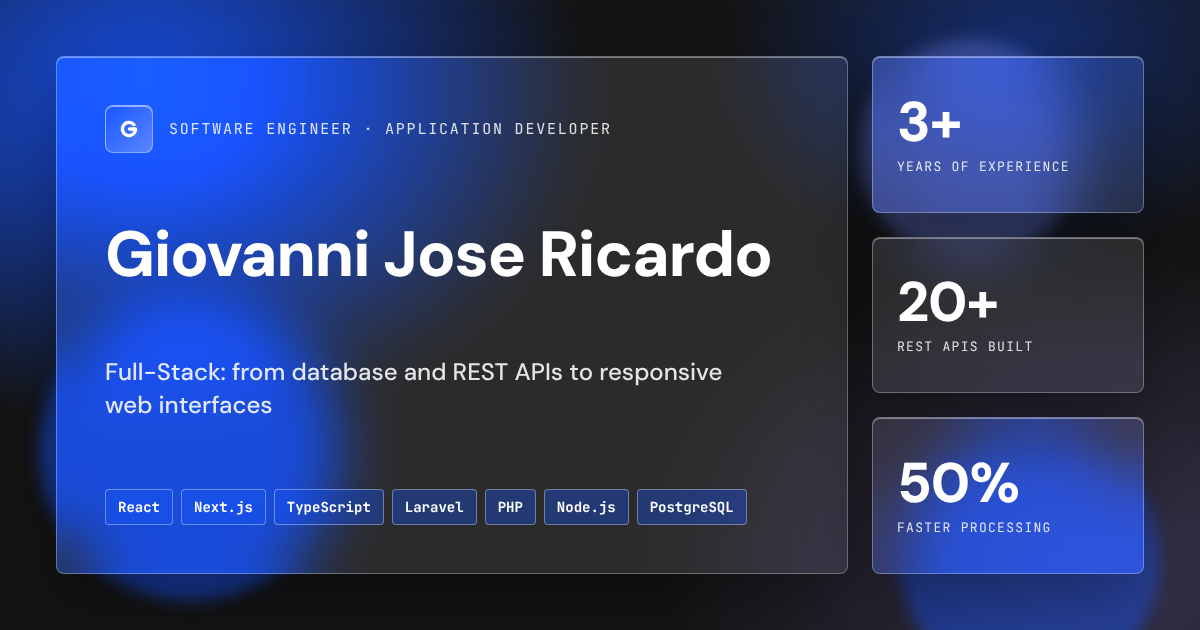 G
SOFTWARE ENGINEER · APPLICATION DEVELOPER
Giovanni Jose Ricardo
Full-Stack: from database and REST APIs to responsive
web interfaces
React Next.js TypeScript Laravel PHP Node.js PostgreSQL
3+
YEARS OF EXPERIENCE
20+
REST APIS BUILT
50%
FASTER PROCESSING